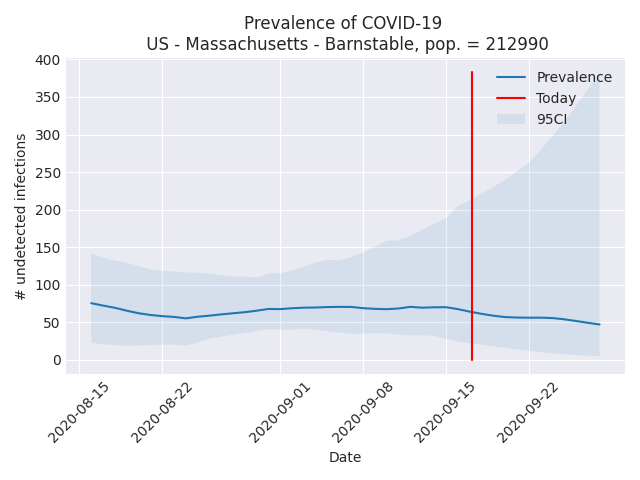 Prevalence of COVID-19
US - Massachusetts - Barnstable, pop. = 212990
# undetected infections
400
350
300
250
200
150
100
50
0
Prevalence
Today
95CI
2020-08-15
2020-08-22
2020-09-01
2020-09-08
2020-09-15
2020-09-22
Date